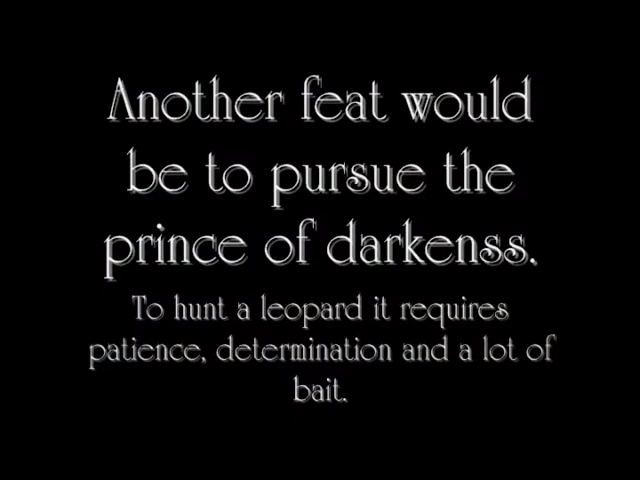 Another feat would
be to pursue the
prince of darkenss.
To hunt a leopard it requires
patience, determination and a lot of
bait.